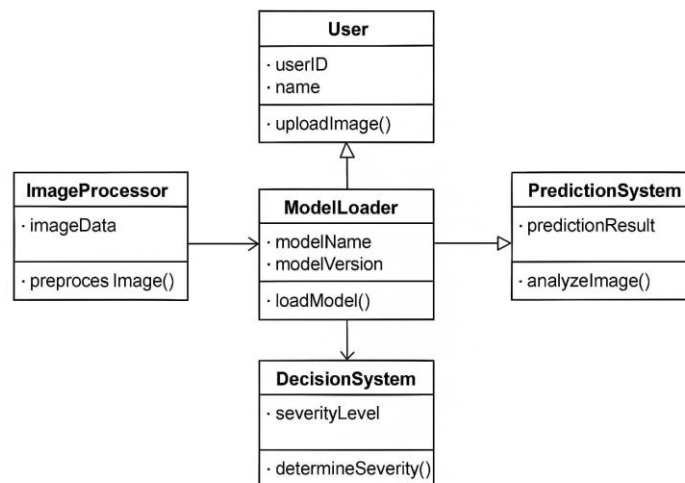 User
· userID
· name
· uploadImage()
ImageProcessor
· imageData
· preproces Image()
ModelLoader
· modelName
· modelVersion
· loadModel()
PredictionSystem
· predictionResult
· analyzeImage()
DecisionSystem
· severityLevel
· determineSeverity()